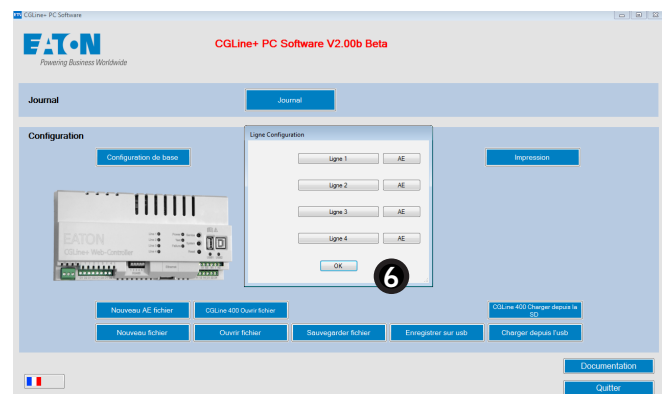 CGLine+ PC Software
EATON
Powering Business Worldwide
CGLine+ PC Software V2.00b Beta
Journal
Journal
Configuration
Configuration de base
Ligne Configuration
Ligne 1
AE
Ligne 2
AE
Ligne 3
AE
Ligne 4
AE
OK
6
Impression
EATON
CGLine+ Web-Controller
Nouveau AE fichier
CGLine 400 Ouvrir fichier
CGLine 400 Charger depuis la
SD
Nouveau fichier
Ouvrir fichier
Sauvegarder fichier
Enregistrer sur usb
Charger depuis l'usb
Documentation
Quitter